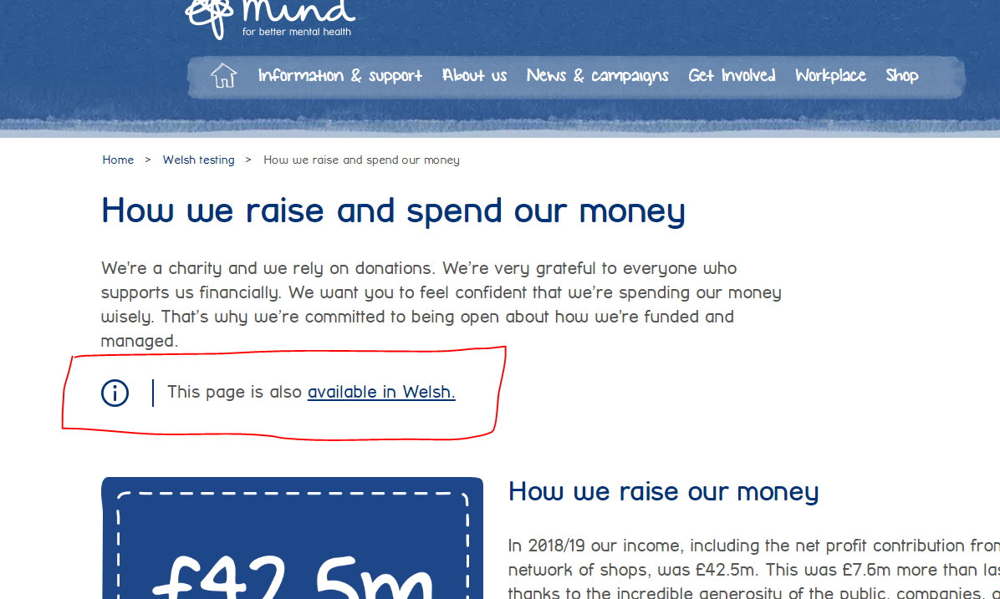 mind
for better mental health
Information & support About us News & campaigns Get Involved Workplace Shop
Home > Welsh testing > How we raise and spend our money
How we raise and spend our money
We're a charity and we rely on donations. We’re very grateful to everyone who
supports us financially. We want you to feel confident that we’re spending our money
wisely. That’s why we’re committed to being open about how we're funded and
managed.
This page is also available in Welsh.
£42.5m
How we raise our money
In 2018/19 our income, including the net profit contribution from
network of shops, was £42.5m. This was £7.6m more than
thanks to the incredible generosity of the public, companies,